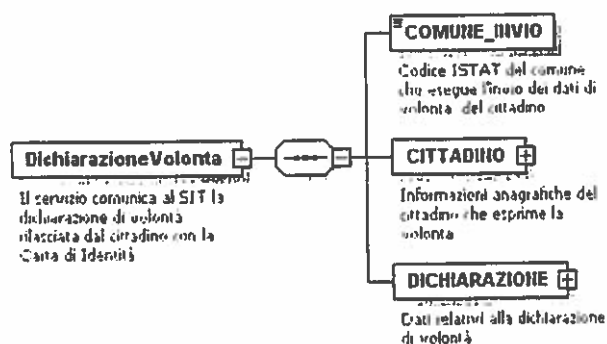 COMUNE_INVIO
Codice ISTAT del comune
che esegue l'invio dei dati di
volontà del cittadino
DichiarazioneVolonta
Il servizio comunica al SIT la
dichiarazione di volontà
rilasciata dal cittadino con la
Carta di Identità
CITTADINO
Informazioni anagrafiche del
cittadino che esprime la
volontà
DICHIARAZIONE
Dati relativi alla dichiarazione
di volontà